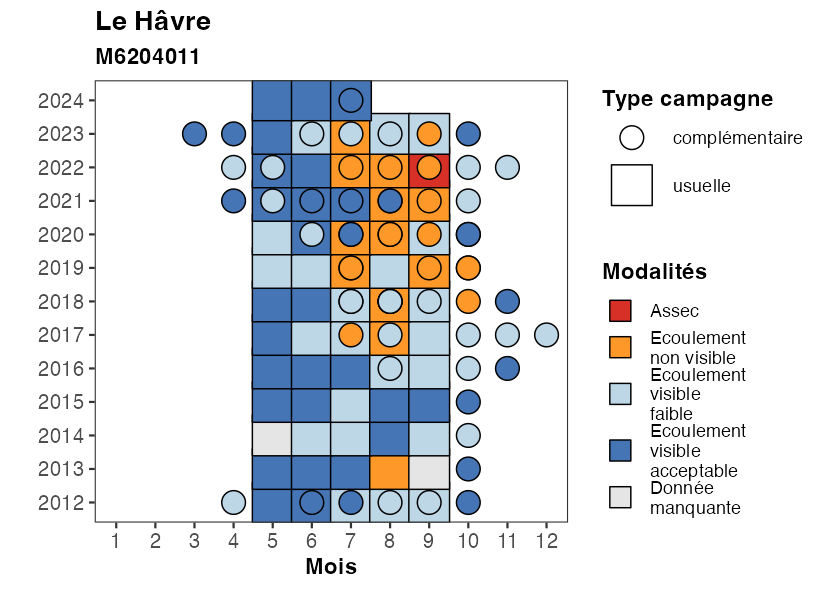 Le Hâvre
M6204011
2024
2023
2022
2021
2020
2019
2018
2017
2016
2015
2014
2013
2012
1 2 3 4 5 6 7 8 9 10 11 12
Mois
Type campagne
complémentaire
usuelle
Modalités
Assec
Ecoulement
non visible
Ecoulement
visible
faible
Ecoulement
visible
acceptable
Donnée
manquante